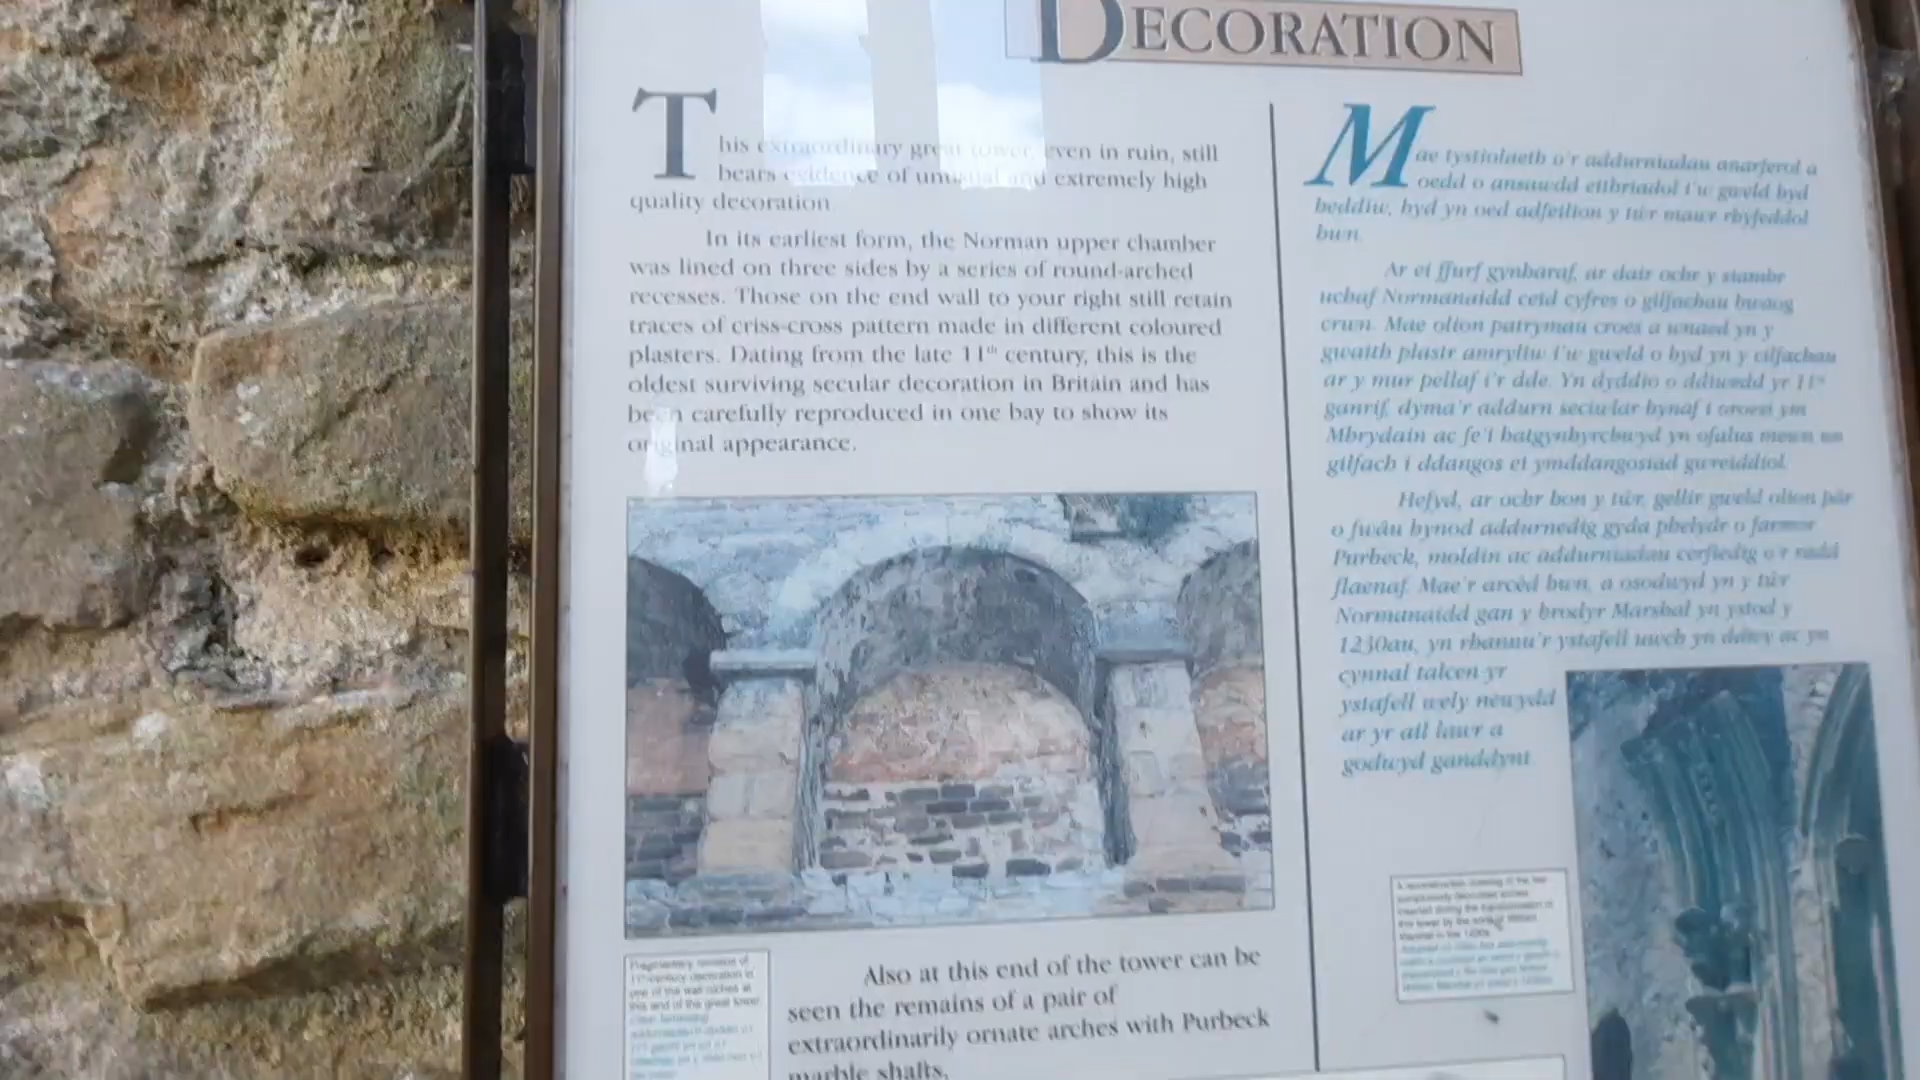 DECORATION
This extraordinary great tower, even in ruin, still
bears evidence of unusual and extremely high
quality decoration.
In its earliest form, the Norman upper chamber
was lined on three sides by a series of round-arched
recesses. Those on the end wall to your right still retain
traces of criss-cross pattern made in different coloured
plasters. Dating from the late 11th century, this is the
oldest surviving secular decoration in Britain and has
been carefully reproduced in one bay to show its
original appearance.
Also at this end of the tower can be
seen the remains of a pair of
extraordinarily ornate arches with Purbeck
marble shafts,
Mae tystiolaeth o'r addurniadau anarferol a
oedd o ansawdd eithriadol i'w gweld hyd
heddiw, hyd yn oed adfeilion y tŵr mawr rhyfeddol
hwn.
Ar ei ffurf gynharaf, ar dair ochr y siambr
uchaf Normanaidd ceid cyfres o gilfachau bwaog
crwn. Mae olion patrymau croes a wnaed yn y
gwaith plastr amryliw i'w gweld o hyd yn y cilfachau
ar y mur pellaf i'r dde. Yn dyddio o ddiwedd yr 11eg
ganrif, dyma'r addurn seciwlar hynaf i oroesi ym
Mhrydain ac fe'i hatgynhyrchwyd yn ofalus mewn un
gilfach i ddangos ei ymddangosiad gwreiddiol.
Hefyd, ar ochr hon y tŵr, gellir gweld olion pâr
o fwâu hynod addurnedig gyda phelydr o farmor
Purbeck, moldin ac addurniadau cerfiedig o'r radd
flaenaf. Mae'r arcêd hwn, a osodwyd yn y tŵr
Normanaidd gan y brodyr Marshal yn ystod y
1230au, yn rhannu'r ystafell uwch yn ddwy ac yn
cynnal talcen yr
ystafell wely newydd
ar yr ail lawr a
godwyd ganddynt